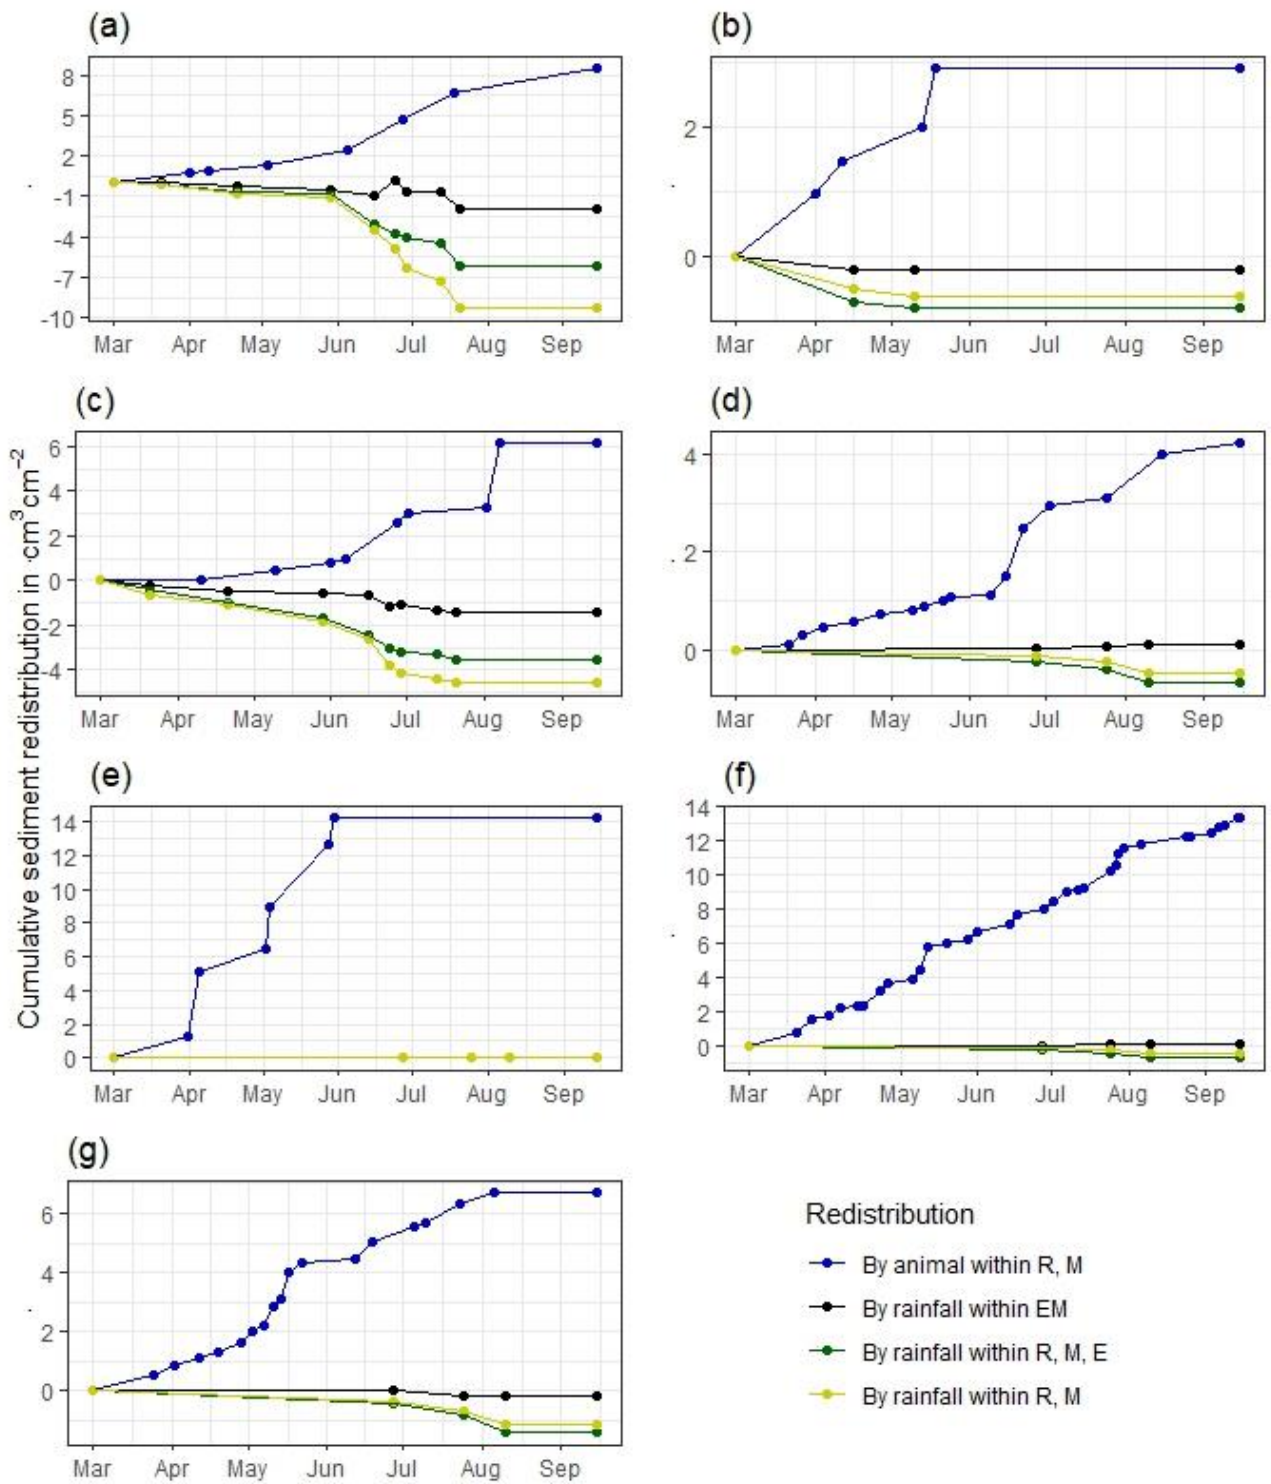 (a)
8
5
2
-1
-4
-7
-10
Mar Apr May Jun Jul Aug Sep
(b)
2
0
Mar Apr May Jun Jul Aug Sep
Cumulative sediment redistribution in ·cm³ cm⁻²
(c)
6
4
2
0
-2
-4
Mar Apr May Jun Jul Aug Sep
(d)
4
2
0
Mar Apr May Jun Jul Aug Sep
(e)
14
12
10
8
6
4
2
0
Mar Apr May Jun Jul Aug Sep
(f)
14
12
10
8
6
4
2
0
Mar Apr May Jun Jul Aug Sep
(g)
6
4
2
0
Mar Apr May Jun Jul Aug Sep
Redistribution
By animal within R, M
By rainfall within EM
By rainfall within R, M, E
By rainfall within R, M